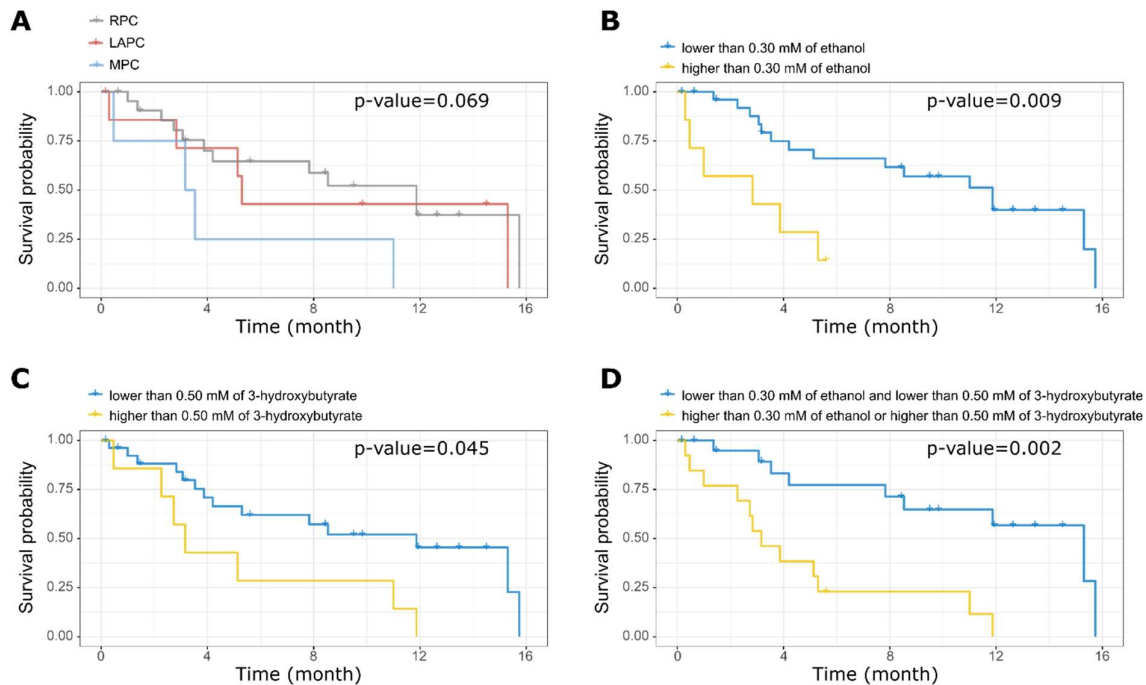 A
RPC
LAPC
MPC
p-value=0.069
1.00
0.75
0.50
0.25
0.00
Survival probability
0 4 8 12 16
Time (month)
B
lower than 0.30 mM of ethanol
higher than 0.30 mM of ethanol
p-value=0.009
1.00
0.75
0.50
0.25
0.00
Survival probability
0 4 8 12 16
Time (month)
C
lower than 0.50 mM of 3-hydroxybutyrate
higher than 0.50 mM of 3-hydroxybutyrate
p-value=0.045
1.00
0.75
0.50
0.25
0.00
Survival probability
0 4 8 12 16
Time (month)
D
lower than 0.30 mM of ethanol and lower than 0.50 mM of 3-hydroxybutyrate
higher than 0.30 mM of ethanol or higher than 0.50 mM of 3-hydroxybutyrate
p-value=0.002
1.00
0.75
0.50
0.25
0.00
Survival probability
0 4 8 12 16
Time (month)